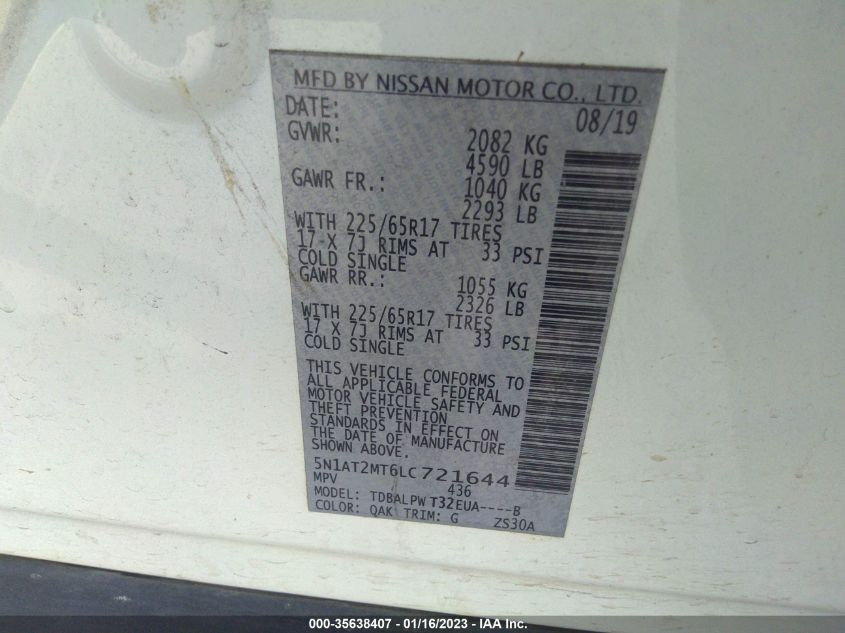 MFD BY NISSAN MOTOR CO., LTD.
DATE: 08/19
GVWR: 2082 KG
4590 LB
GAWR FR.: 1040 KG
2293 LB
WITH 225/65R17 TIRES
17 X 7J RIMS AT 33 PSI
COLD SINGLE
GAWR RR.: 1055 KG
2326 LB
WITH 225/65R17 TIRES
17 X 7J RIMS AT 33 PSI
COLD SINGLE
THIS VEHICLE CONFORMS TO
ALL APPLICABLE FEDERAL
MOTOR VEHICLE SAFETY AND
THEFT PREVENTION
STANDARDS IN EFFECT ON
THE DATE OF MANUFACTURE
SHOWN ABOVE
5N1AT2MT6LC721644
MPV 436
MODEL: TDBALPW T32EUA----B
COLOR: QAK TRIM: G ZS30A
000-35638407 - 01/16/2023 - IAA Inc.